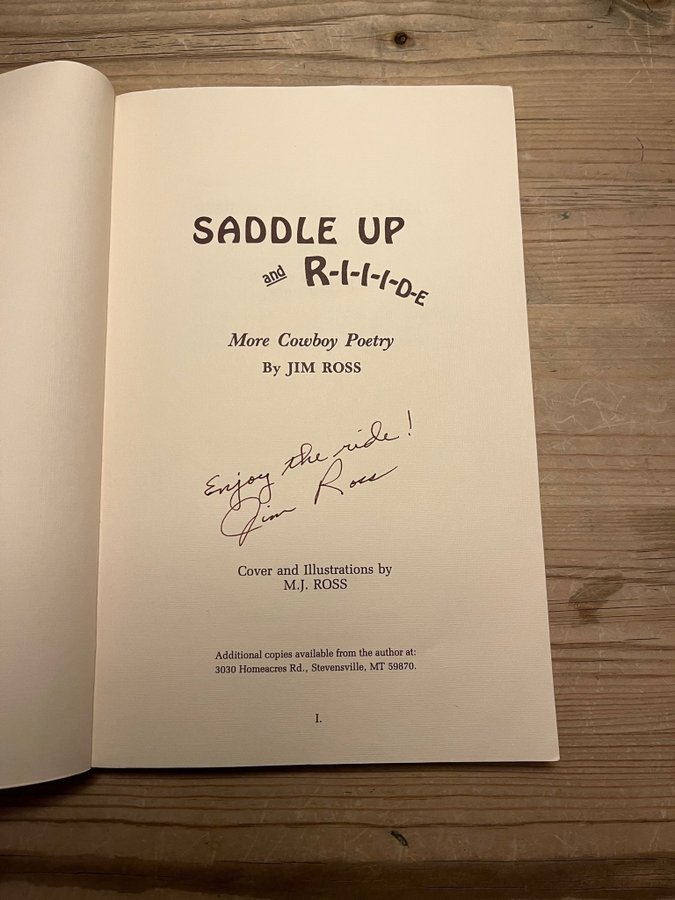 SADDLE UP
and R-I-I-I-D-E
More Cowboy Poetry
By JIM ROSS
Enjoy the ride!
Jim Ross
Cover and Illustrations by
M.J. ROSS
Additional copies available from the author at:
3030 Homeacres Rd., Stevensville, MT 59870.
I.